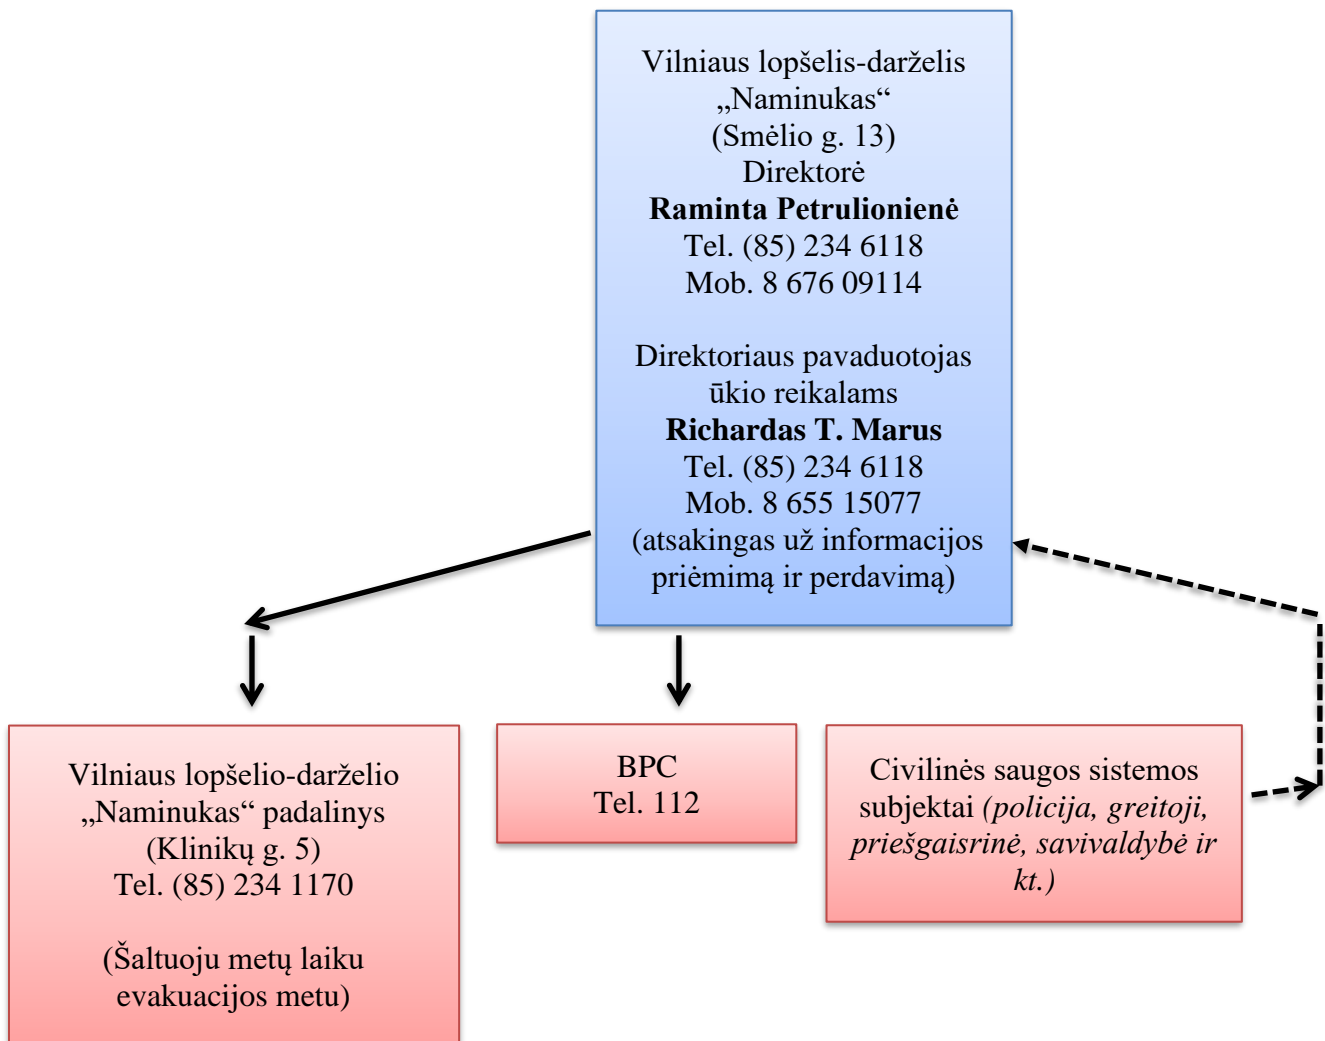 Vilniaus lopšelis-darželis
„Naminukas“
(Smėlio g. 13)
Direktorė
Raminta Petrulionienė
Tel. (85) 234 6118
Mob. 8 676 09114
Direktoriaus pavaduotojas
ūkio reikalams
Richardas T. Marus
Tel. (85) 234 6118
Mob. 8 655 15077
(atsakingas už informacijos
priėmimą ir perdavimą)
Vilniaus lopšelio-darželio
„Naminukas“ padalinys
(Klinikų g. 5)
Tel. (85) 234 1170
(Šaltuoju metų laiku
evakuacijos metu)
BPC
Tel. 112
Civilinės saugos sistemos
subjektai (policija, greitoji,
priešgaisrinė, savivaldybė ir
kt.)